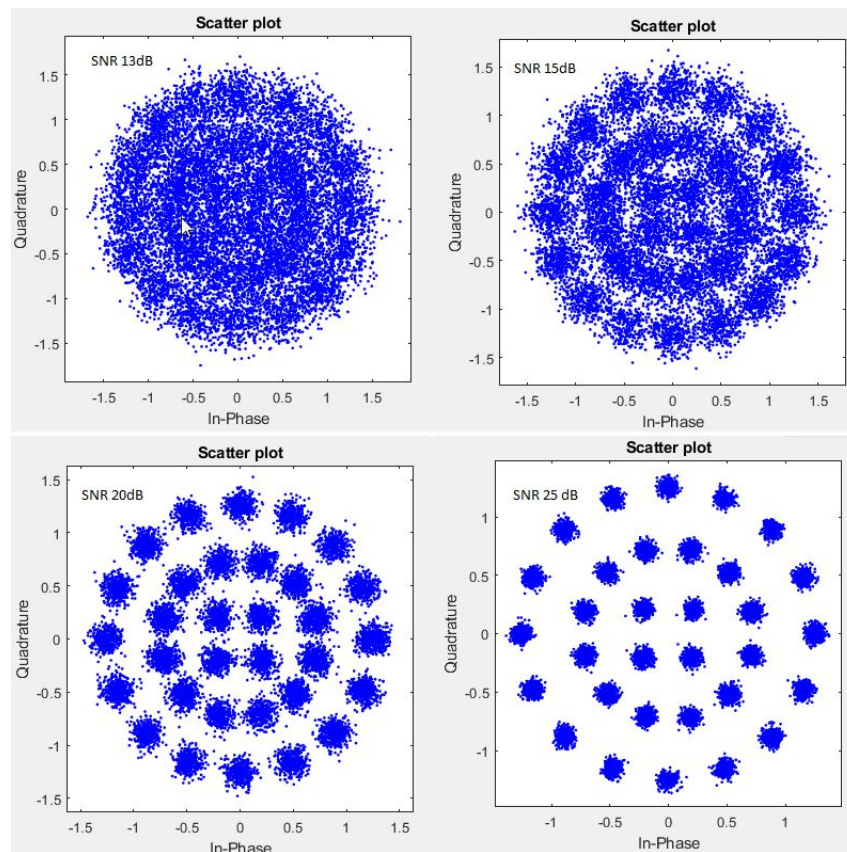 Scatter plot
SNR 13dB
1.5
1
0.5
0
-0.5
-1
-1.5
Quadrature
-1.5 -1 -0.5 0 0.5 1 1.5
In-Phase
Scatter plot
SNR 15dB
1.5
1
0.5
0
-0.5
-1
-1.5
Quadrature
-1.5 -1 -0.5 0 0.5 1 1.5
In-Phase
Scatter plot
SNR 20dB
1.5
1
0.5
0
-0.5
-1
-1.5
Quadrature
-1.5 -1 -0.5 0 0.5 1 1.5
In-Phase
Scatter plot
SNR 25 dB
1
0.5
0
-0.5
-1
Quadrature
-1 -0.5 0 0.5 1
In-Phase